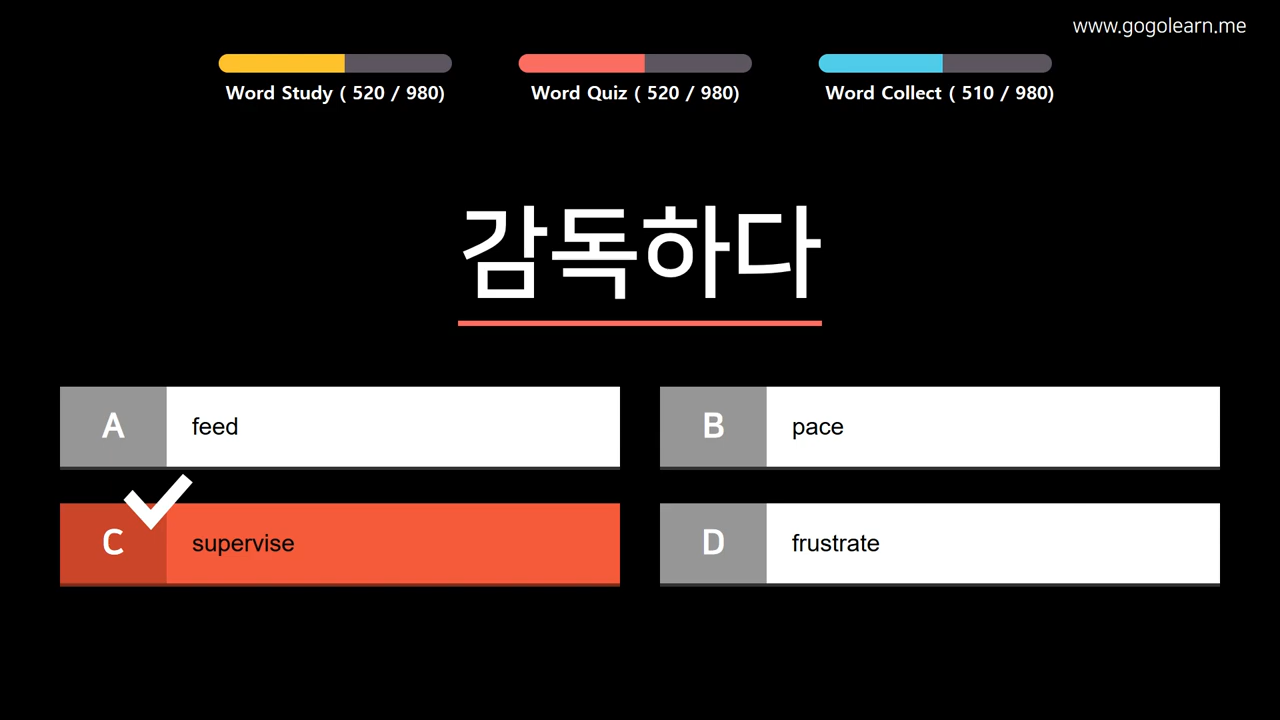 www.gogolearn.me
Word Study ( 520 / 980)
Word Quiz ( 520 / 980)
Word Collect ( 510 / 980)
감독하다
A
feed
B
pace
C
supervise
D
frustrate